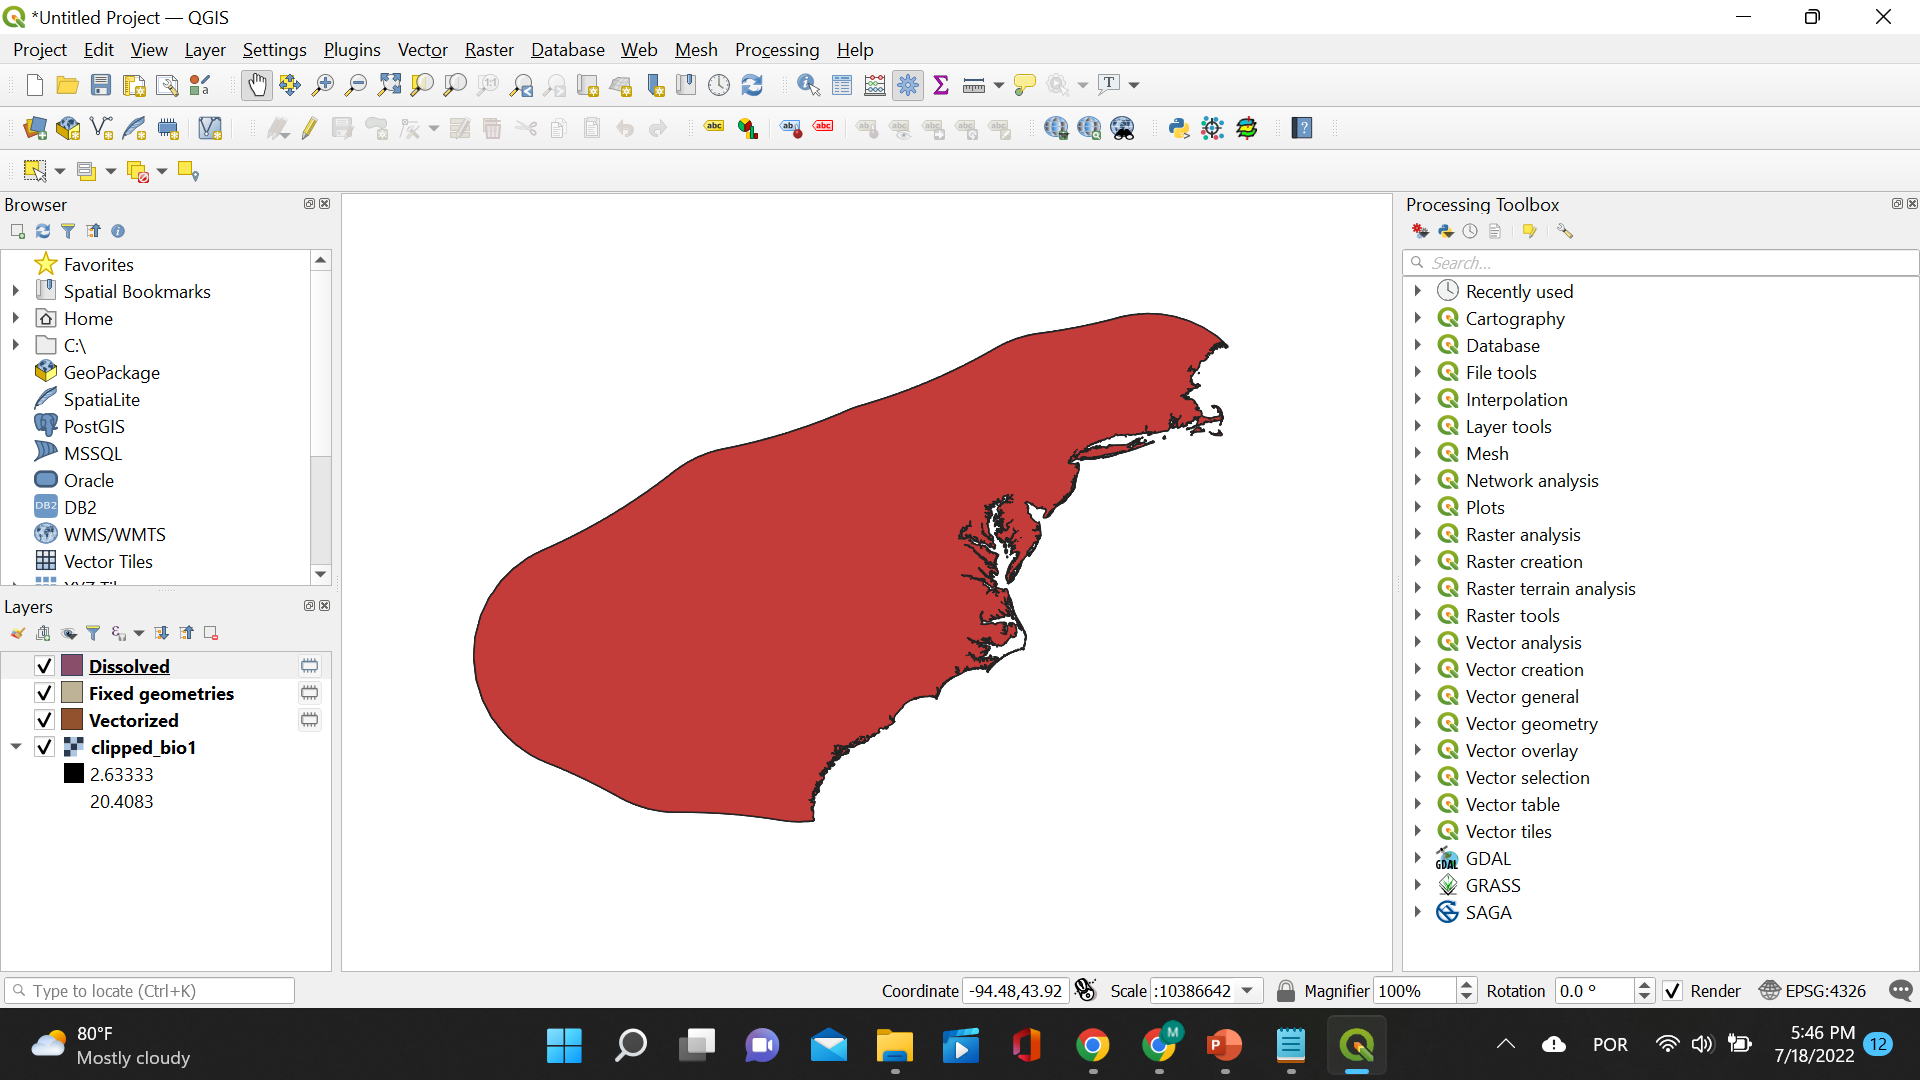 *Untitled Project — QGIS
Project Edit View Layer Settings Plugins Vector Raster Database Web Mesh Processing Help
Browser
Favorites
Spatial Bookmarks
Home
C:\
GeoPackage
SpatiaLite
PostGIS
MSSQL
Oracle
DB2
WMS/WMTS
Vector Tiles
Layers
Dissolved
Fixed geometries
Vectorized
clipped_bio1
2.63333
20.4083
Processing Toolbox
Search...
Recently used
Cartography
Database
File tools
Interpolation
Layer tools
Mesh
Network analysis
Plots
Raster analysis
Raster creation
Raster terrain analysis
Raster tools
Vector analysis
Vector creation
Vector general
Vector geometry
Vector overlay
Vector selection
Vector table
Vector tiles
GDAL
GRASS
SAGA
Type to locate (Ctrl+K)
Coordinate -94.48,43.92 Scale :10386642 Magnifier 100% Rotation 0.0 ° Render EPSG:4326
80°F
Mostly cloudy
POR
5:46 PM
7/18/2022
12